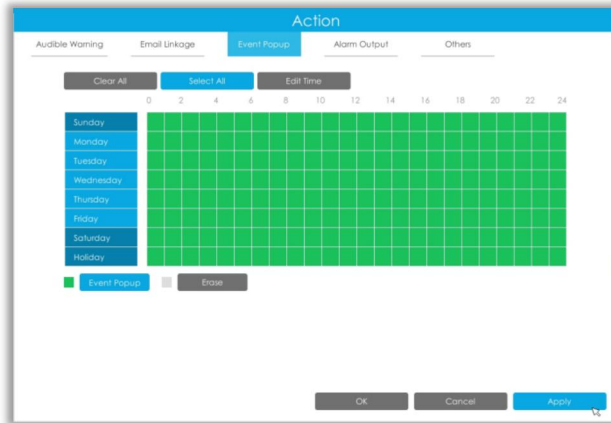 Action
Audible Warning Email Linkage Event Popup Alarm Output Others
Clear All Select All Edit Time
0 2 4 6 8 10 12 14 16 18 20 22 24
Sunday
Monday
Tuesday
Wednesday
Thursday
Friday
Saturday
Holiday
Event Popup Erase
OK Cancel Apply